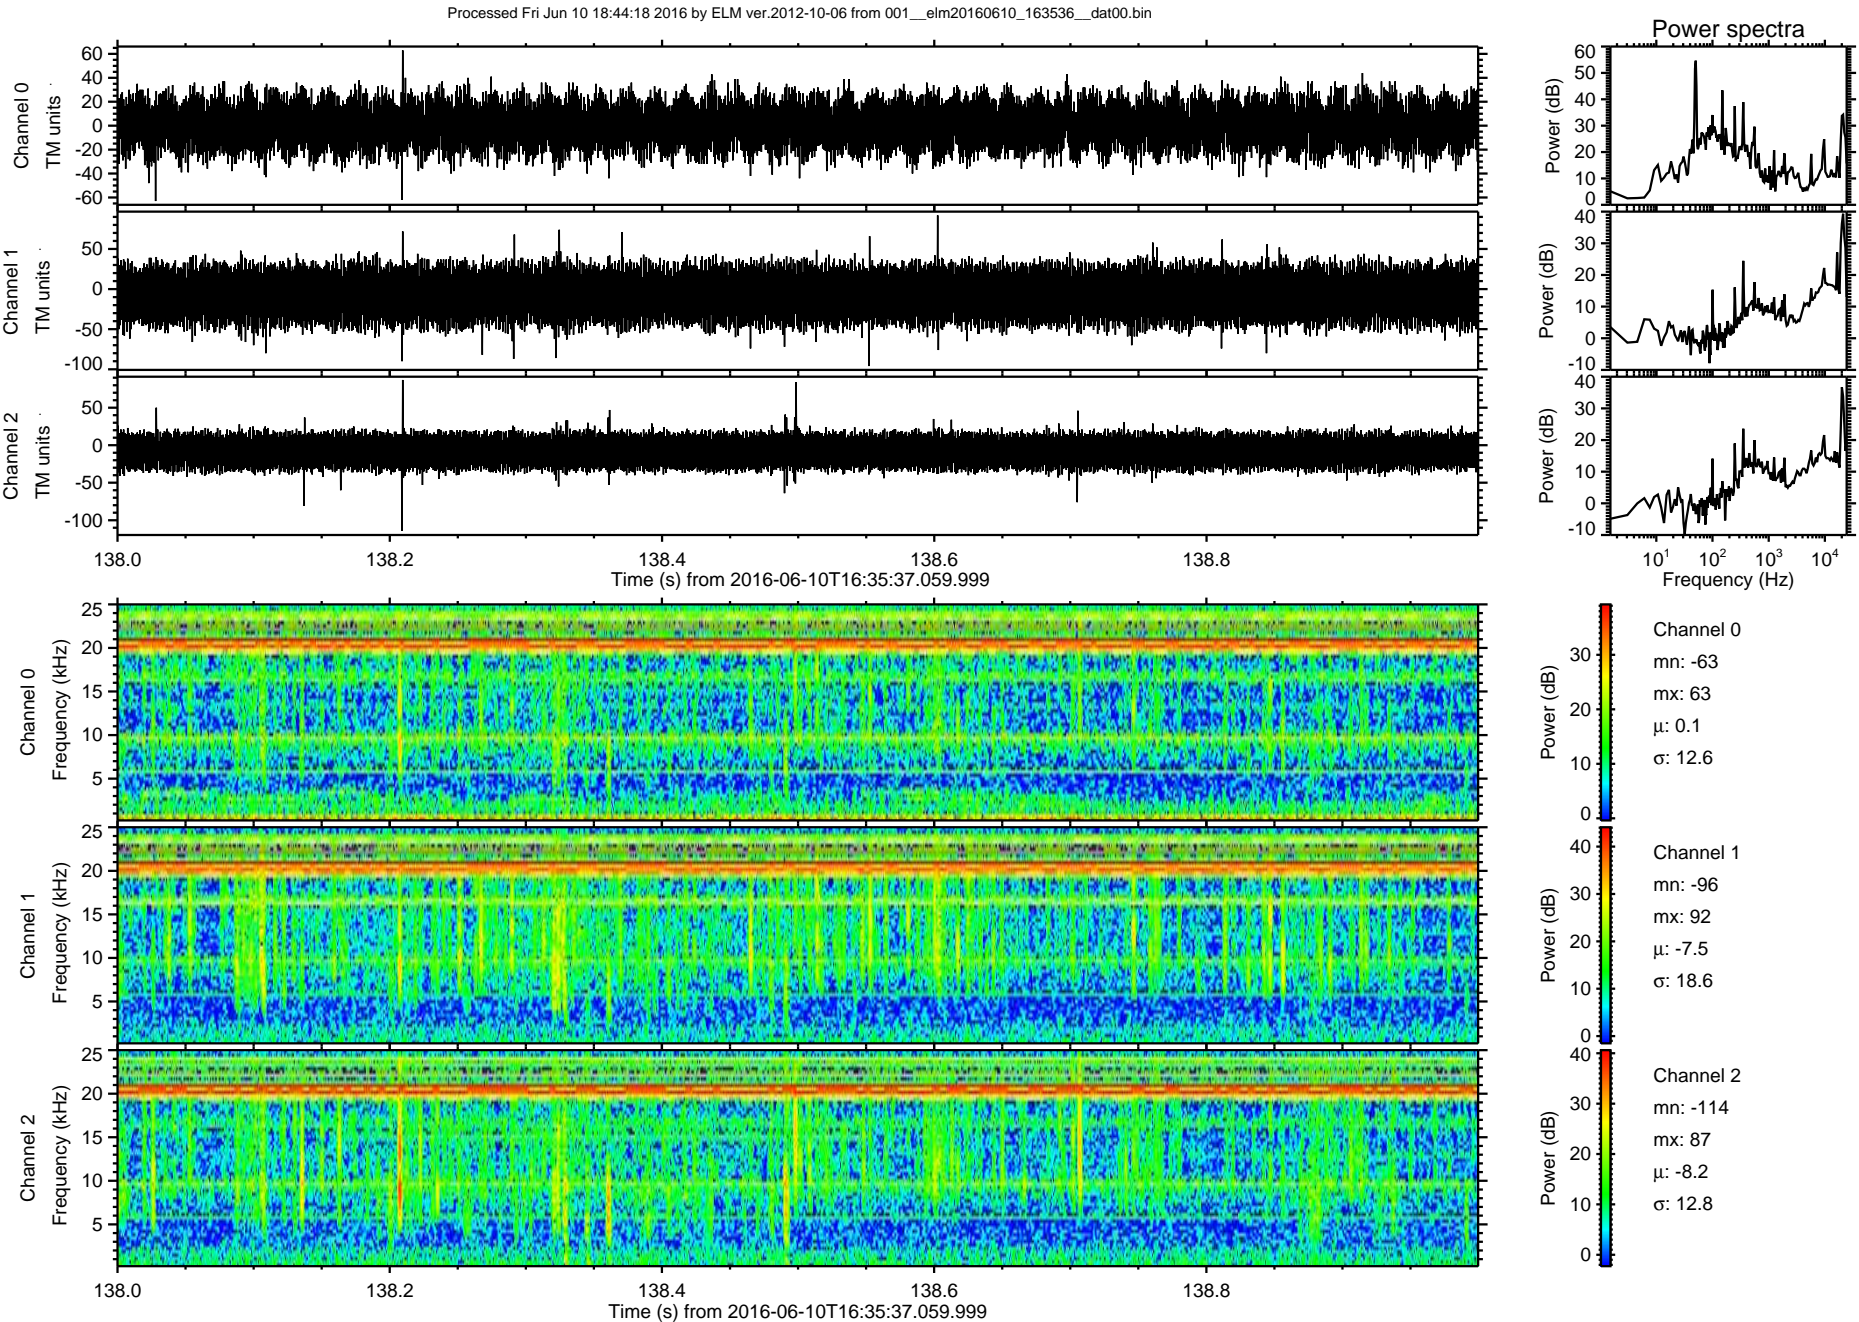 Processed Fri Jun 10 18:44:18 2016 by ELM ver.2012-10-06 from 001__elm20160610_163536__dat00.bin
Power spectra
Channel 0
TM units
60
40
20
0
-20
-40
-60
Power (dB)
60
50
40
30
20
10
0
Channel 1
TM units
50
0
-50
-100
Power (dB)
40
30
20
10
0
-10
Channel 2
TM units
50
0
-50
-100
Power (dB)
40
30
20
10
0
-10
138.0 138.2 138.4 138.6 138.8
Time (s) from 2016-06-10T16:35:37.059.999
10¹ 10² 10³ 10⁴
Frequency (Hz)
Channel 0
Frequency (kHz)
25
20
15
10
5
Power (dB)
30
20
10
0
Channel 0
mn: -63
mx: 63
μ: 0.1
σ: 12.6
Channel 1
Frequency (kHz)
25
20
15
10
5
Power (dB)
40
30
20
10
0
Channel 1
mn: -96
mx: 92
μ: -7.5
σ: 18.6
Channel 2
Frequency (kHz)
25
20
15
10
5
Power (dB)
40
30
20
10
0
Channel 2
mn: -114
mx: 87
μ: -8.2
σ: 12.8
138.0 138.2 138.4 138.6 138.8
Time (s) from 2016-06-10T16:35:37.059.999